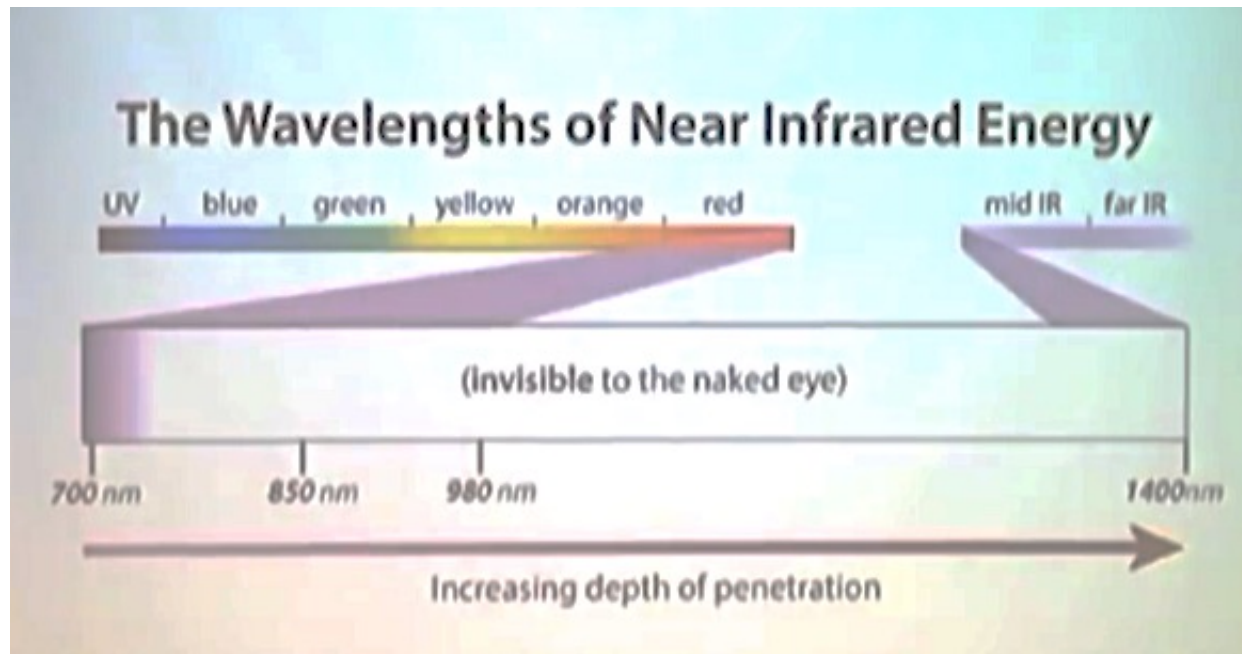 The Wavelengths of Near Infrared Energy
UV blue green yellow orange red mid IR far IR
(invisible to the naked eye)
700 nm 850 nm 980 nm 1400nm
Increasing depth of penetration